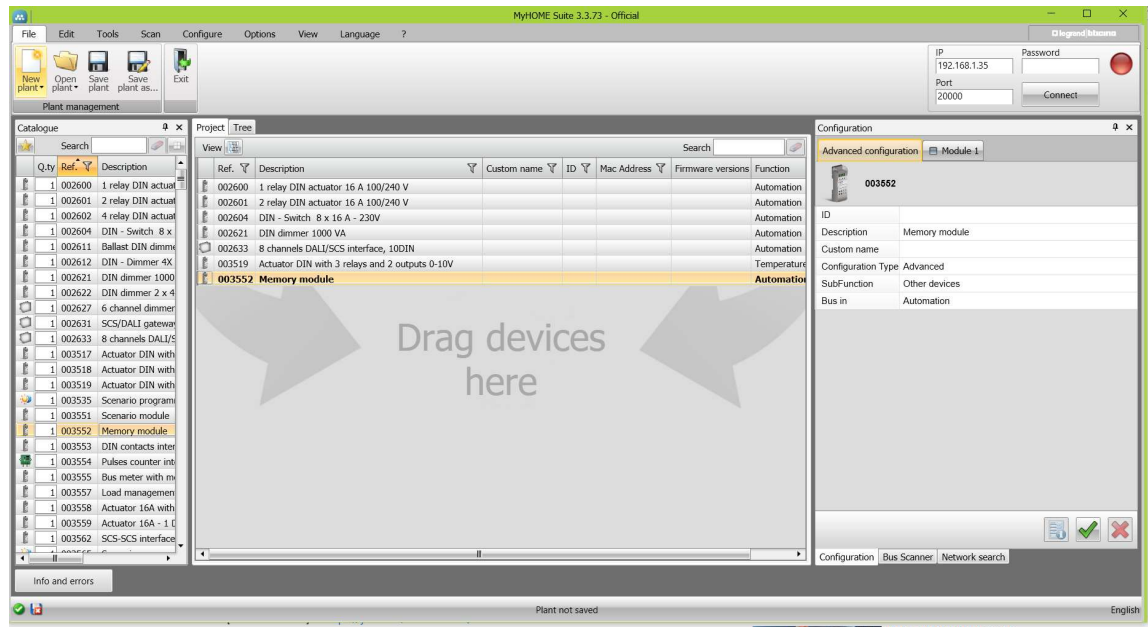 MyHOME Suite 3.3.73 - Official
File Edit Tools Scan Configure Options View Language ?
legrand bticino
New plant
Open plant
Save plant
Save plant as...
Exit
Plant management
IP
192.168.1.35
Port
20000
Password
Connect
Catalogue
Search
Q.ty Ref. Description
1 002600 1 relay DIN actuat
1 002601 2 relay DIN actuat
1 002602 4 relay DIN actuat
1 002604 DIN - Switch 8 x
1 002611 Ballast DIN dimme
1 002612 DIN - Dimmer 4X
1 002621 DIN dimmer 1000
1 002622 DIN dimmer 2 x 4
1 002627 6 channel dimmer
1 002631 SCS/DALI gateway
1 002633 8 channels DALI/S
1 003517 Actuator DIN with
1 003518 Actuator DIN with
1 003519 Actuator DIN with
1 003535 Scenario program
1 003551 Scenario module
1 003552 Memory module
1 003553 DIN contacts inter
1 003554 Pulses counter int
1 003555 Bus meter with m
1 003557 Load managemen
1 003558 Actuator 16A with
1 003559 Actuator 16A - 1
1 003562 SCS-SCS interface
Project Tree
View
Search
Ref. Description Custom name ID Mac Address Firmware versions Function
002600 1 relay DIN actuator 16 A 100/240 V Automation
002601 2 relay DIN actuator 16 A 100/240 V Automation
002604 DIN - Switch 8 x 16 A - 230V Automation
002621 DIN dimmer 1000 VA Automation
002633 8 channels DALI/SCS interface, 10DIN Automation
003519 Actuator DIN with 3 relays and 2 outputs 0-10V Temperature
003552 Memory module Automation
Drag devices
here
Configuration
Advanced configuration Module 1
003552
ID
Description Memory module
Custom name
Configuration Type Advanced
SubFunction Other devices
Bus in Automation
Configuration Bus Scanner Network search
Info and errors
Plant not saved
English